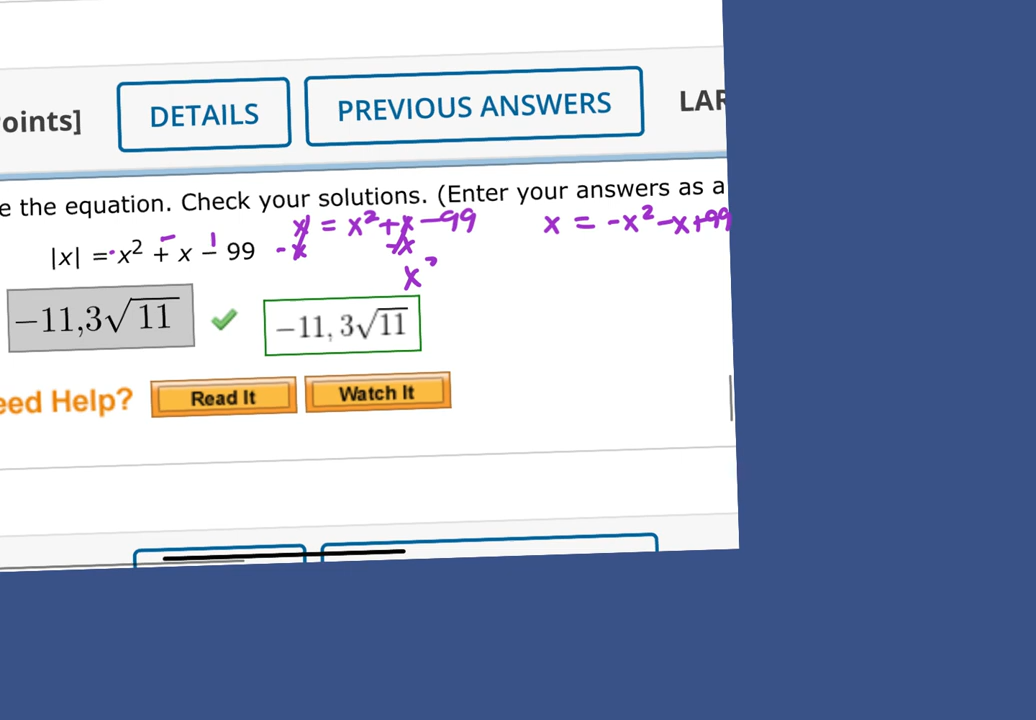 oints] DETAILS PREVIOUS ANSWERS LAR
e the equation. Check your solutions. (Enter your answers as a
x = x² + x - 99 x = -x² - x + 99
|x| = x² + x − 99 - x - x
x²
−11,3√11 −11, 3√11
eed Help? Read It Watch It